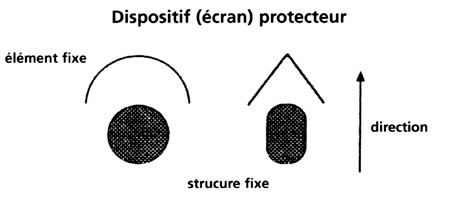 Dispositif (écran) protecteur
élément fixe
direction
strucure fixe